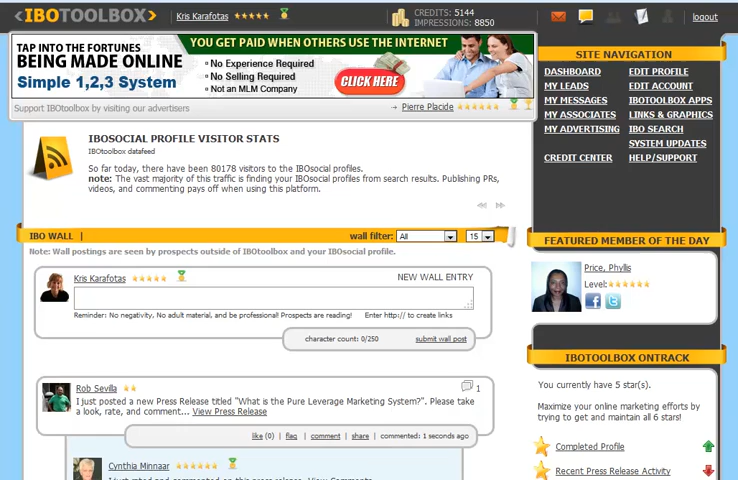 <IBOTOOLBOX>
Kris Karafotas
CREDITS: 5144
IMPRESSIONS: 8850
logout
TAP INTO THE FORTUNES
BEING MADE ONLINE
Simple 1,2,3 System
YOU GET PAID WHEN OTHERS USE THE INTERNET
• No Experience Required
• No Selling Required
• Not an MLM Company
CLICK HERE
Support IBOtoolbox by visiting our advertisers
Pierre Placide
SITE NAVIGATION
DASHBOARD
EDIT PROFILE
MY LEADS
EDIT ACCOUNT
MY MESSAGES
IBOTOOLBOX APPS
MY ASSOCIATES
LINKS & GRAPHICS
MY ADVERTISING
IBO SEARCH
SYSTEM UPDATES
CREDIT CENTER
HELP/SUPPORT
IBOSOCIAL PROFILE VISITOR STATS
IBOtoolbox datafeed
So far today, there have been 80178 visitors to the IBOsocial profiles.
note: The vast majority of this traffic is finding your IBOsocial profiles from search results. Publishing PRs,
videos, and commenting pays off when using this platform.
IBO WALL |
wall filter: All 15
Note: Wall postings are seen by prospects outside of IBOtoolbox and your IBOsocial profile.
Kris Karafotas
NEW WALL ENTRY
Reminder: No negativity, No adult material, and be professional! Prospects are reading! Enter http:// to create links
character count: 0/250
submit wall post
FEATURED MEMBER OF THE DAY
Price, Phyllis
Level:
IBOTOOLBOX ONTRACK
You currently have 5 star(s).
Maximize your online marketing efforts by
trying to get and maintain all 6 stars!
Completed Profile
Recent Press Release Activity
Rob Sevilla
1
I just posted a new Press Release titled "What is the Pure Leverage Marketing System?". Please take
a look, rate, and comment... View Press Release
like (0) | flag | comment | share | commented: 1 seconds ago
Cynthia Minnaar
I just rated and commented on this press release. View Comments